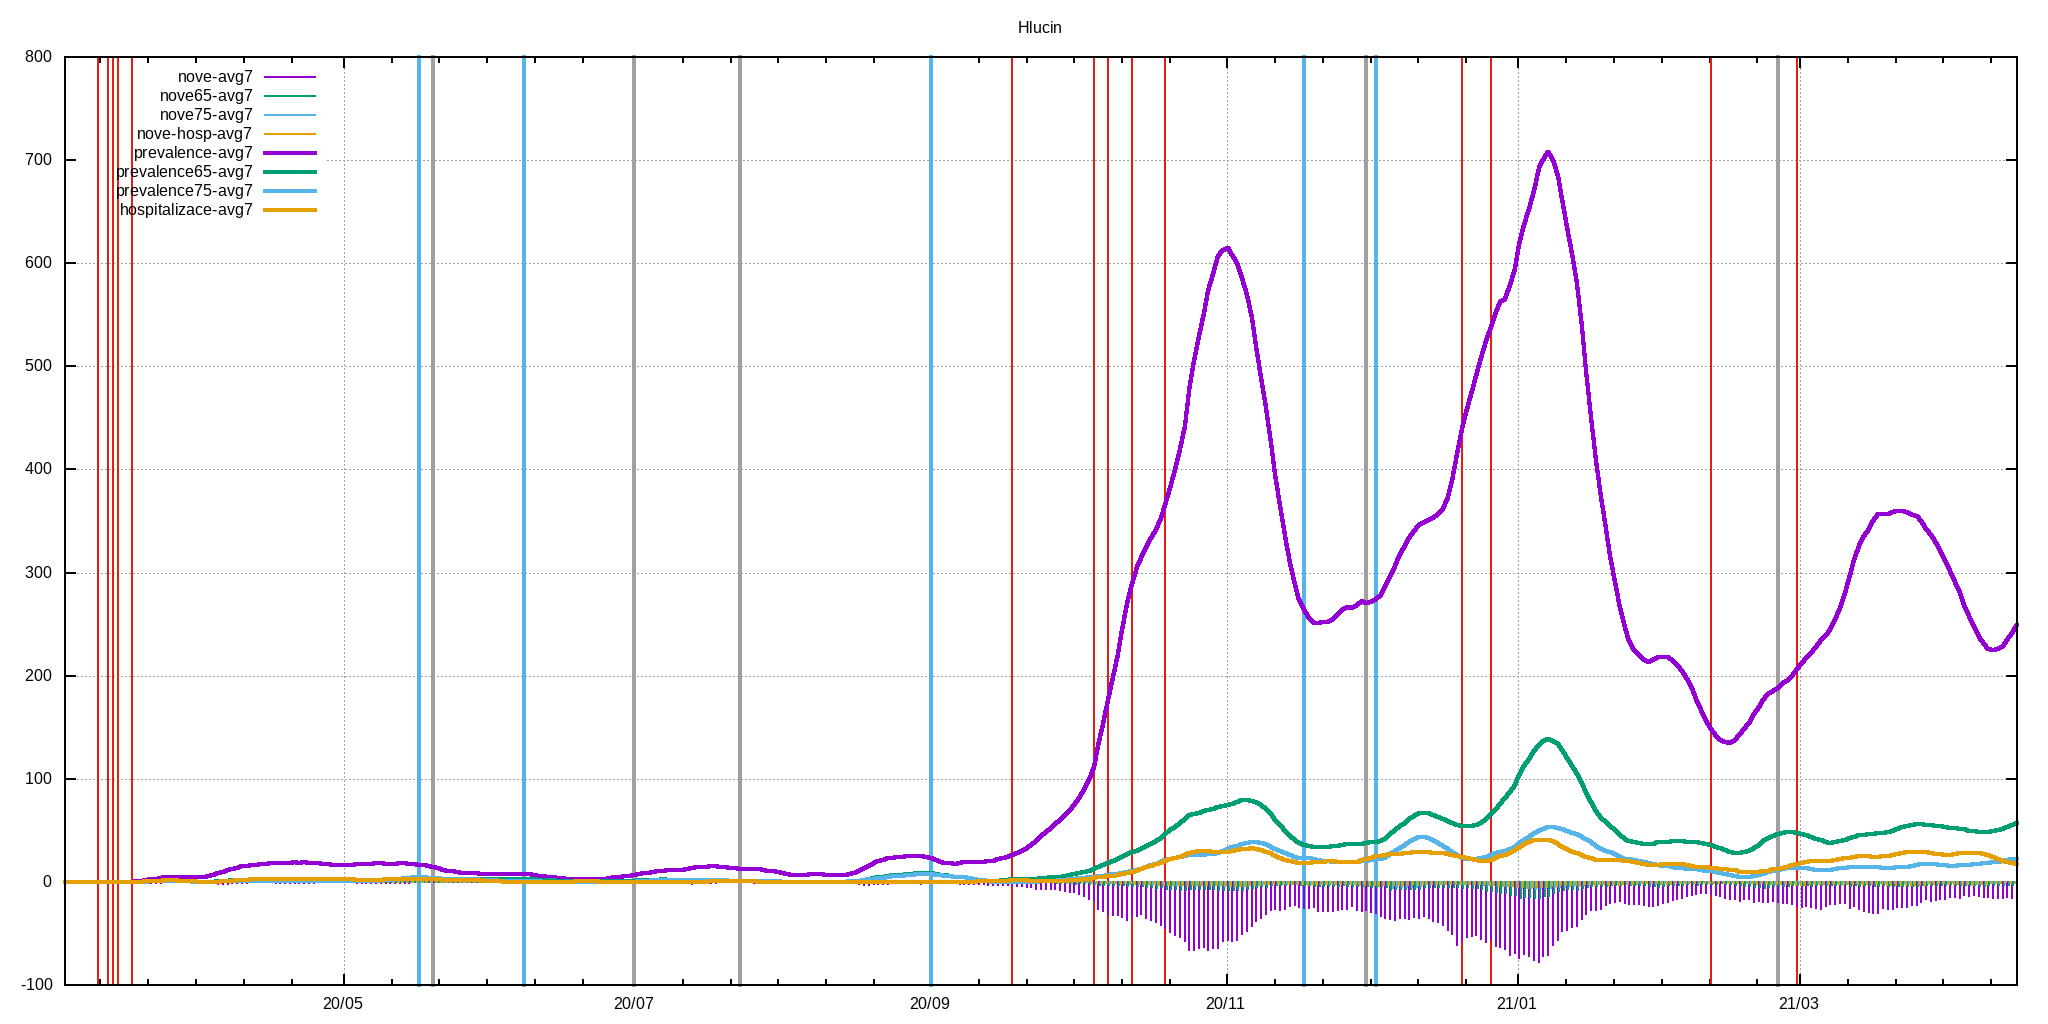 Hlucin
800
700
600
500
400
300
200
100
0
-100
nove-avg7
nove65-avg7
nove75-avg7
nove-hosp-avg7
prevalence-avg7
prevalence65-avg7
prevalence75-avg7
hospitalizace-avg7
20/05 20/07 20/09 20/11 21/01 21/03